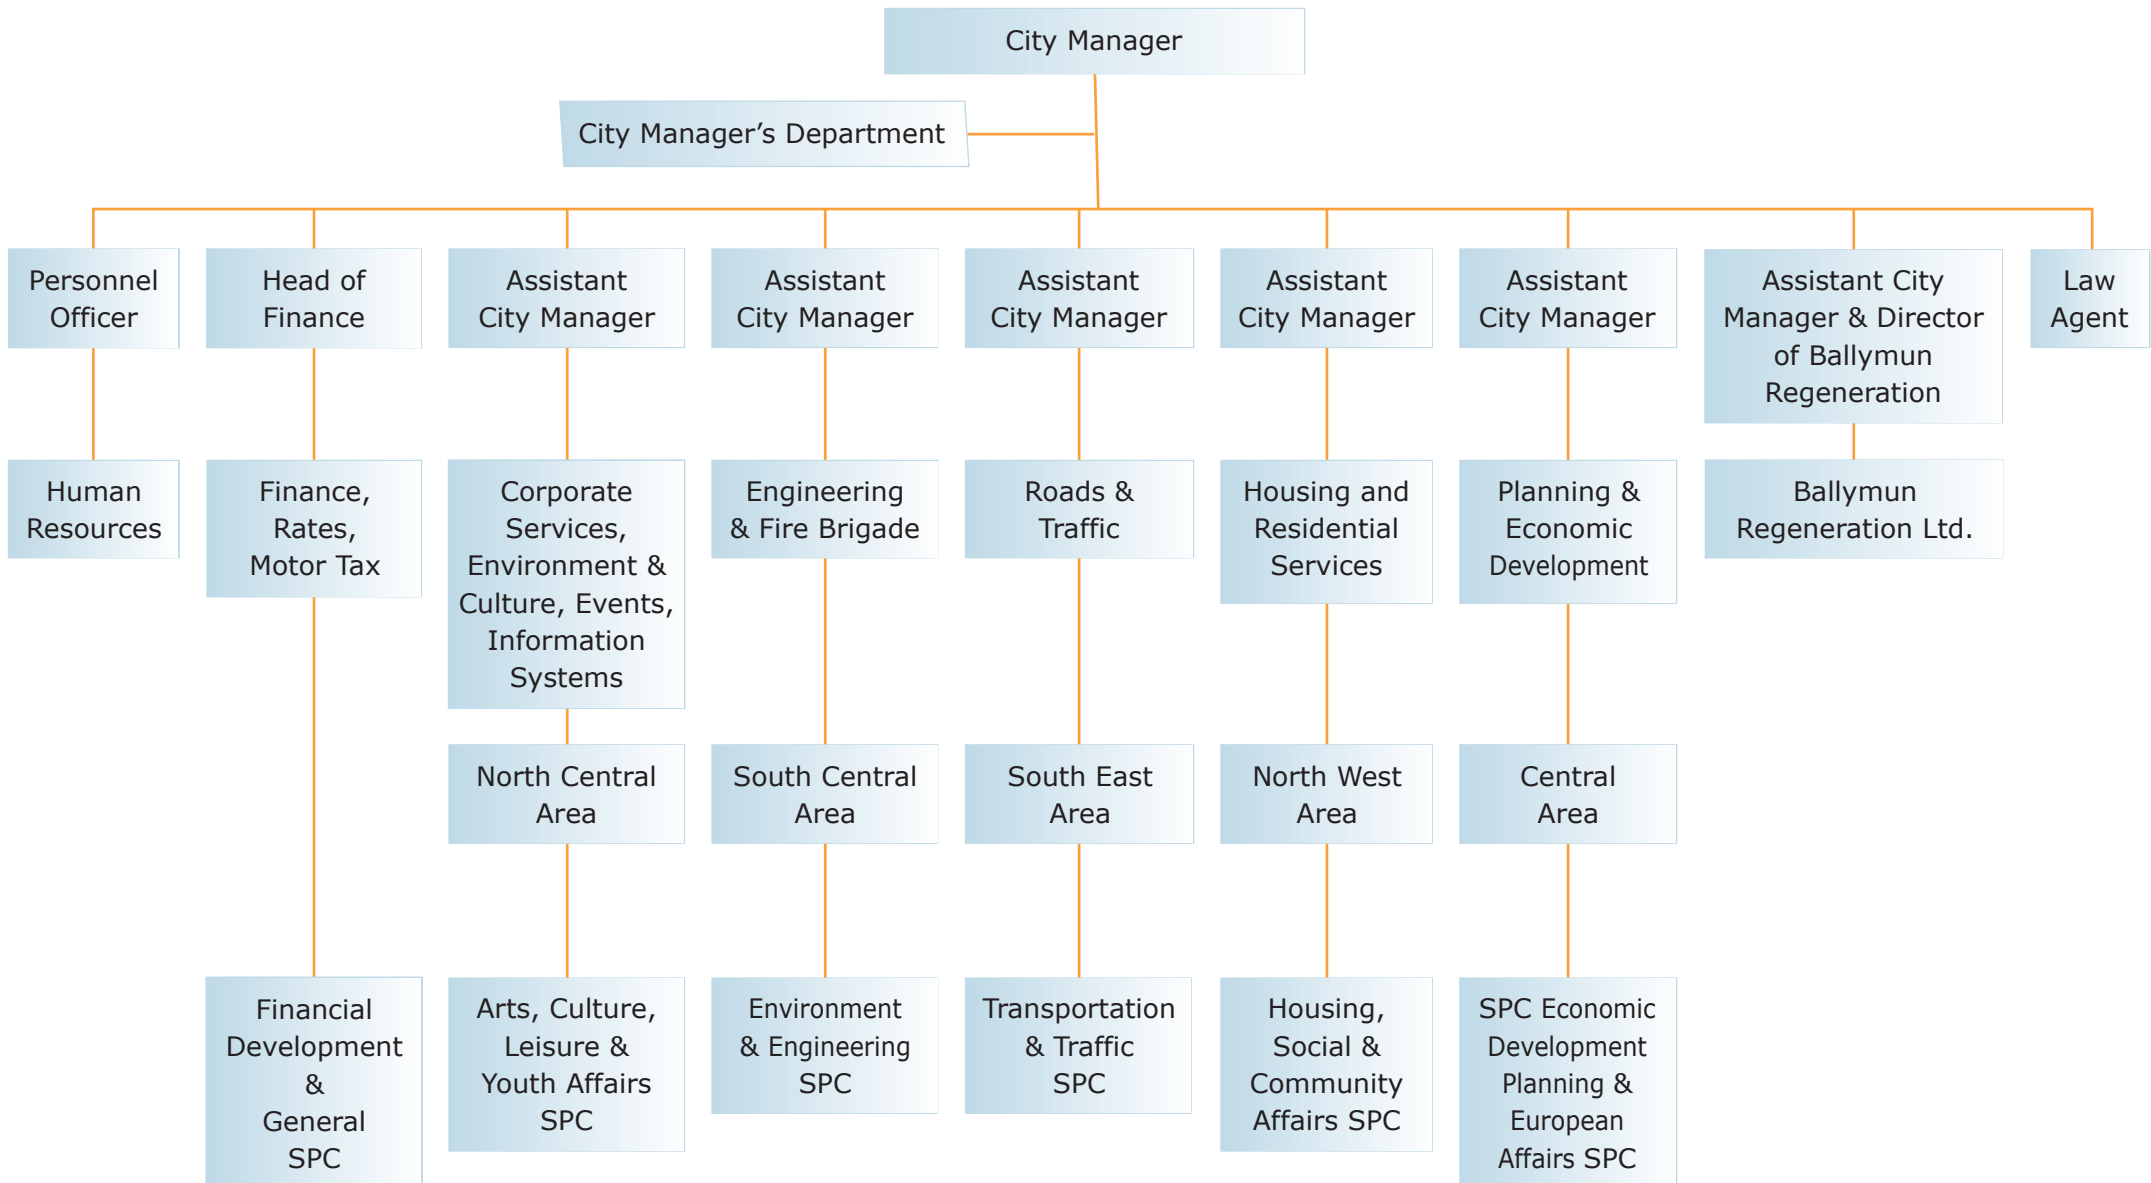 City Manager
City Manager’s Department
Personnel
Officer
Head of
Finance
Assistant
City Manager
Assistant
City Manager
Assistant
City Manager
Assistant
City Manager
Assistant
City Manager
Assistant City
Manager & Director
of Ballymun
Regeneration
Law
Agent
Human
Resources
Finance,
Rates,
Motor Tax
Corporate
Services,
Environment &
Culture, Events,
Information
Systems
Engineering
& Fire Brigade
Roads &
Traffic
Housing and
Residential
Services
Planning &
Economic
Development
Ballymun
Regeneration Ltd.
North Central
Area
South Central
Area
South East
Area
North West
Area
Central
Area
Financial
Development
&
General
SPC
Arts, Culture,
Leisure &
Youth Affairs
SPC
Environment
& Engineering
SPC
Transportation
& Traffic
SPC
Housing,
Social &
Community
Affairs SPC
SPC Economic
Development
Planning &
European
Affairs SPC